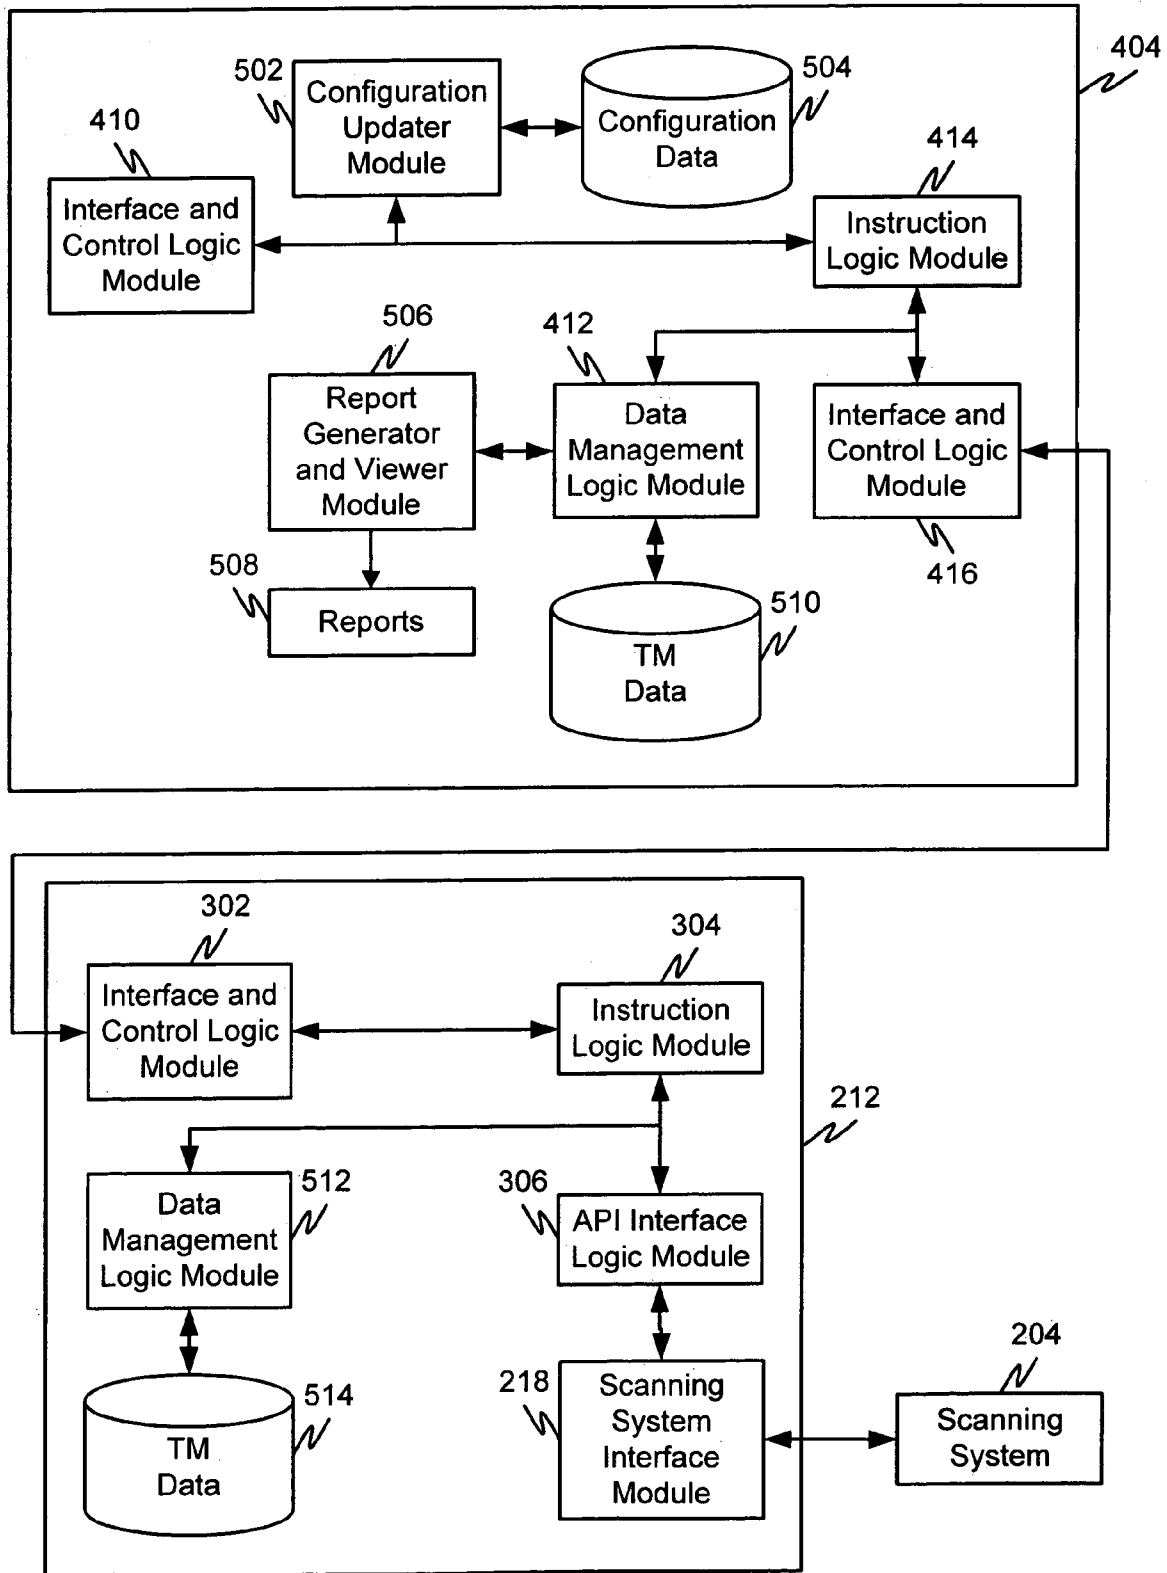 404
502
Configuration
Updater
Module
504
Configuration
Data
410
Interface and
Control Logic
Module
414
Instruction
Logic Module
506
Report
Generator
and Viewer
Module
412
Data
Management
Logic Module
Interface and
Control Logic
Module
416
508
Reports
510
TM
Data
302
Interface and
Control Logic
Module
304
Instruction
Logic Module
212
512
Data
Management
Logic Module
306
API Interface
Logic Module
514
TM
Data
218
Scanning
System
Interface
Module
204
Scanning
System